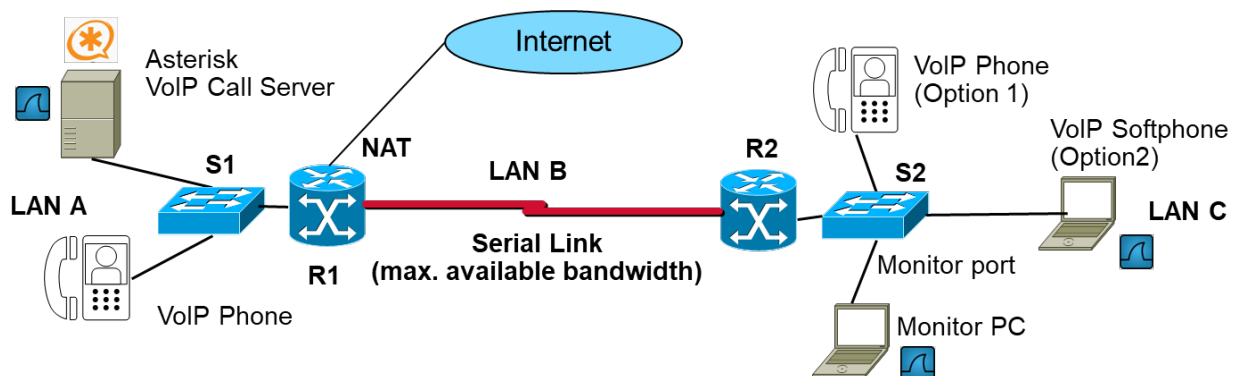 Internet
Asterisk
VoIP Call Server
VoIP Phone
(Option 1)
VoIP Softphone
(Option2)
NAT
S1
LAN B
R2
S2
LAN A
LAN C
Serial Link
(max. available bandwidth)
R1
Monitor port
VoIP Phone
Monitor PC